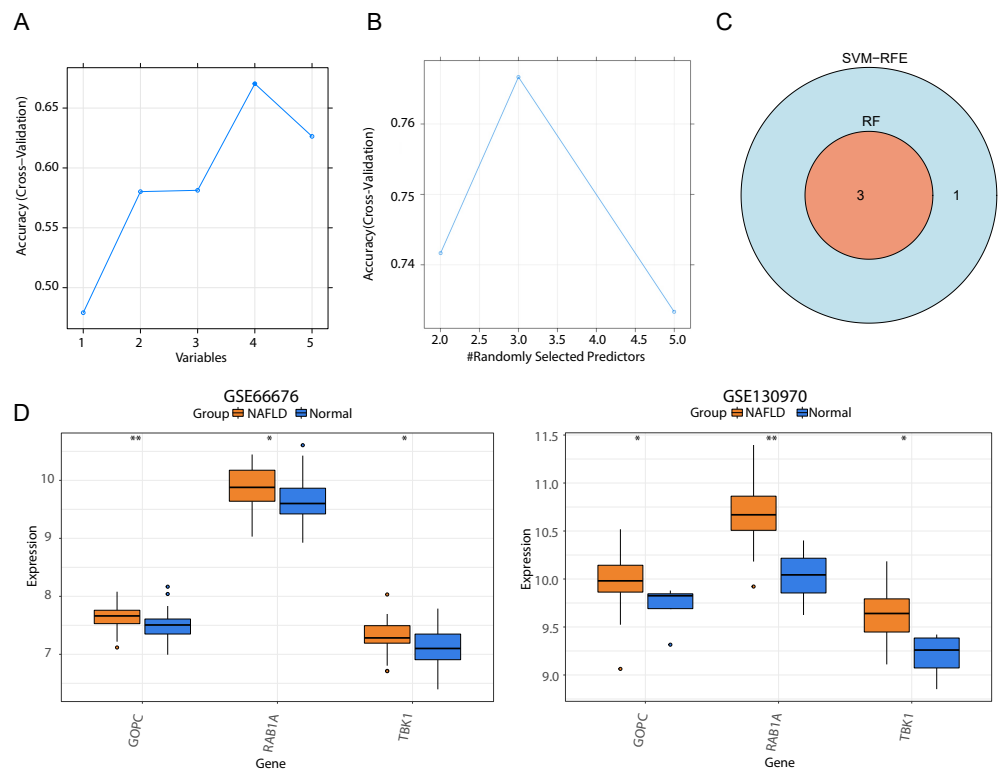 A
Accuracy (Cross-Validation)
0.65
0.60
0.55
0.50
1 2 3 4 5
Variables
B
Accuracy(Cross-Validation)
0.76
0.75
0.74
2.0 2.5 3.0 3.5 4.0 4.5 5.0
#Randomly Selected Predictors
C
SVM-RFE
RF
3
1
D
GSE66676
Group NAFLD Normal
** * *
Expression
10
9
8
7
GOPC RAB1A TBK1
Gene
GSE130970
Group NAFLD Normal
* ** *
Expression
11.5
11.0
10.5
10.0
9.5
9.0
GOPC RAB1A TBK1
Gene